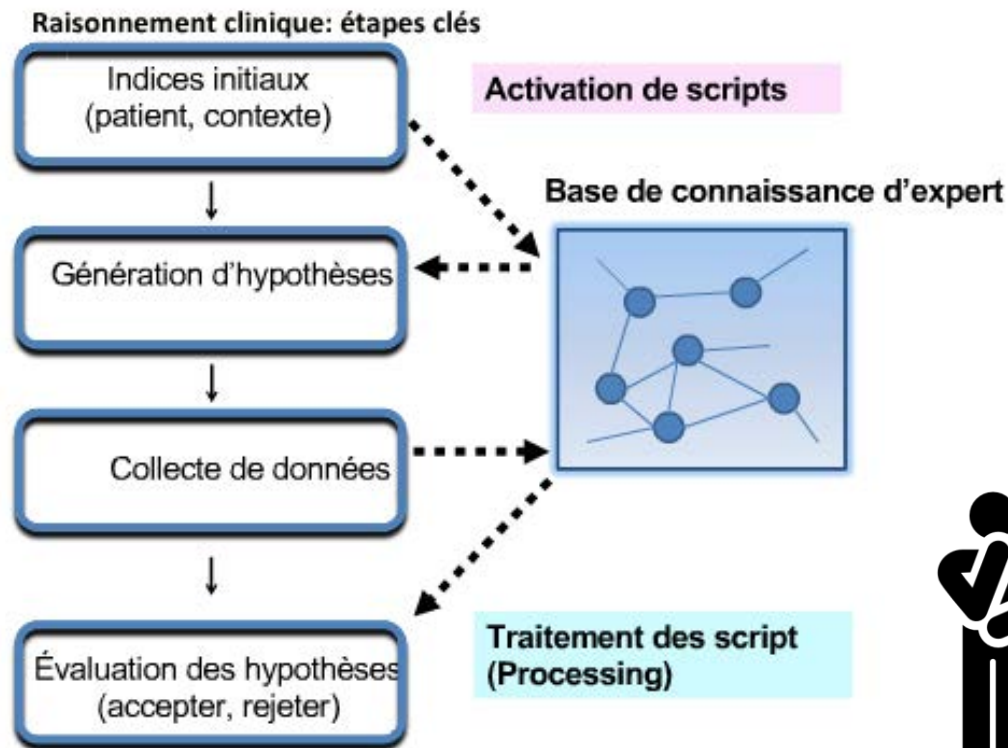 Raisonnement clinique: étapes clés
Indices initiaux
(patient, contexte)
Activation de scripts
Base de connaissance d'expert
Génération d'hypothèses
Collecte de données
Évaluation des hypothèses
(accepter, rejeter)
Traitement des script
(Processing)